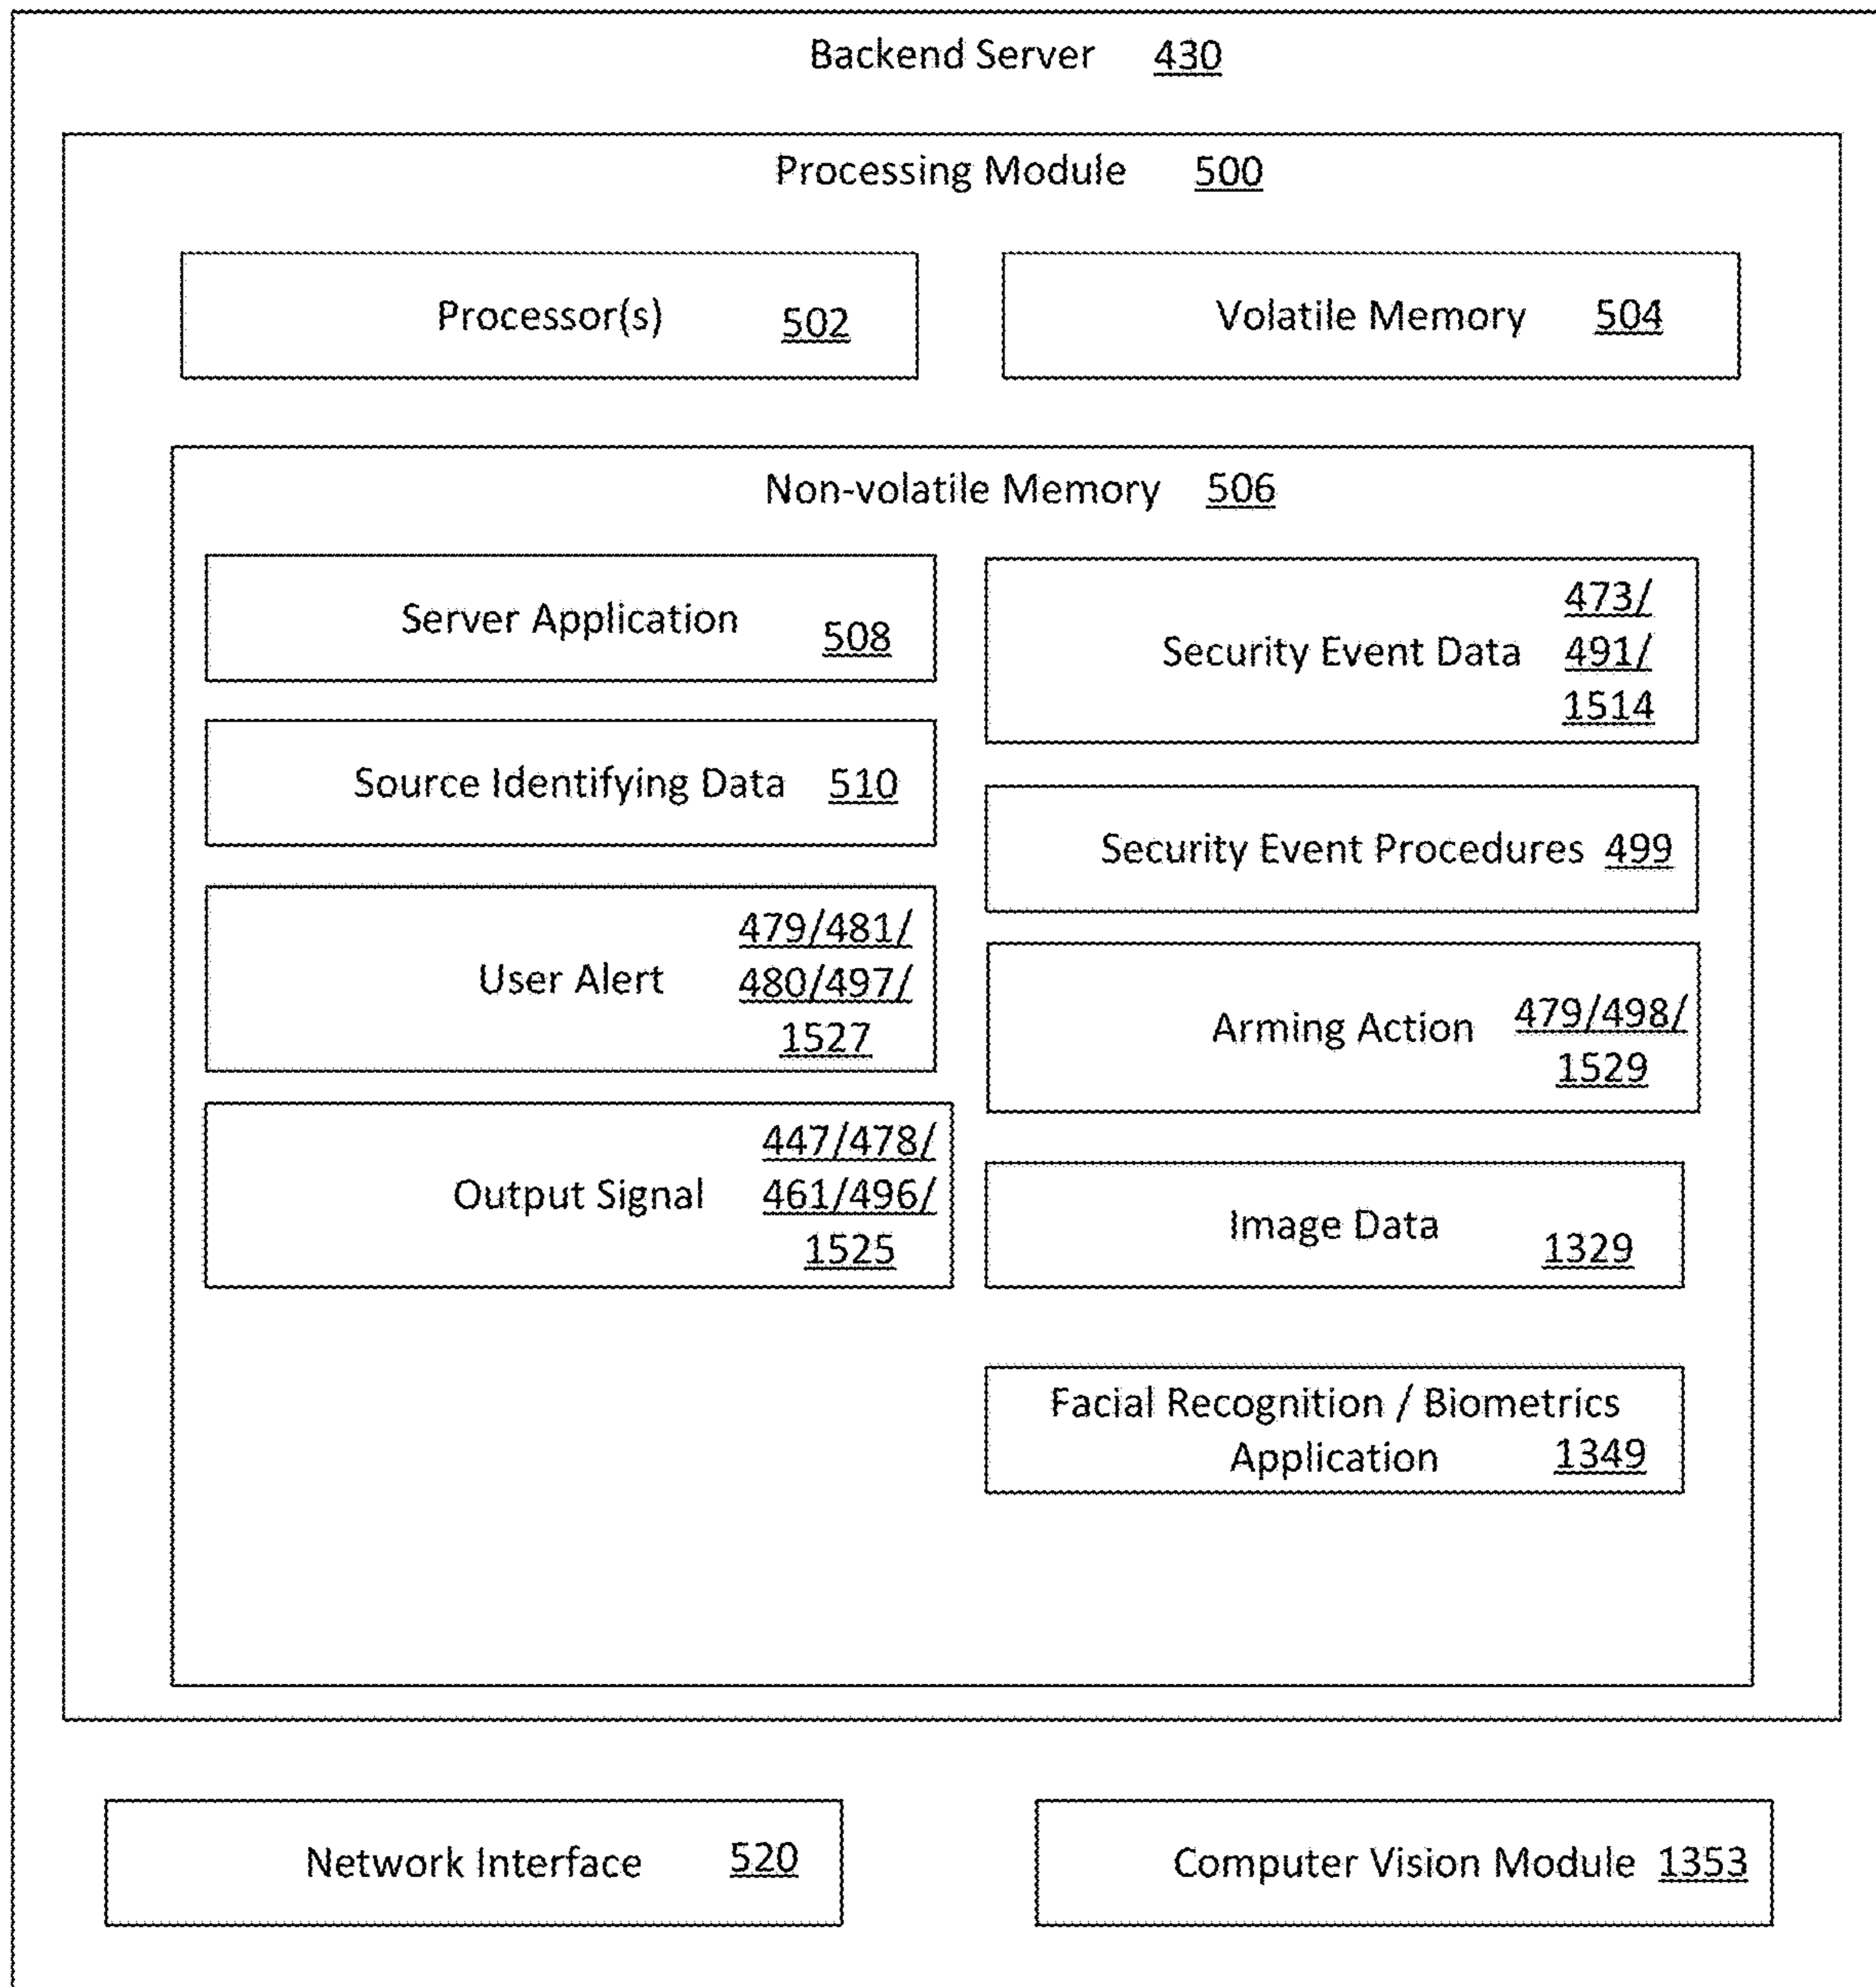 Backend Server 430
Processing Module 500
Processor(s) 502
Volatile Memory 504
Non-volatile Memory 506
Server Application 508
Source Identifying Data 510
User Alert 479/481/
480/497/
1527
Output Signal 447/478/
461/496/
1525
Security Event Data 473/
491/
1514
Security Event Procedures 499
Arming Action 479/498/
1529
Image Data 1329
Facial Recognition / Biometrics
Application 1349
Network Interface 520
Computer Vision Module 1353